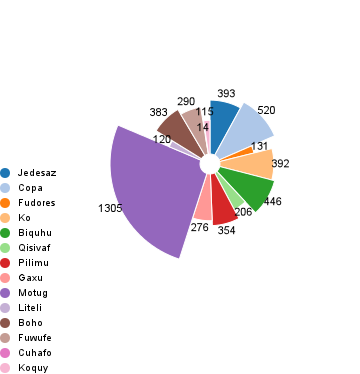 393
520
131
392
446
206
354
276
1305
120
383
290
14
115
Jedesaz
Copa
Fudores
Ko
Biquhu
Qisivaf
Pilimu
Gaxu
Motug
Liteli
Boho
Fuwufe
Cuhafo
Koquy